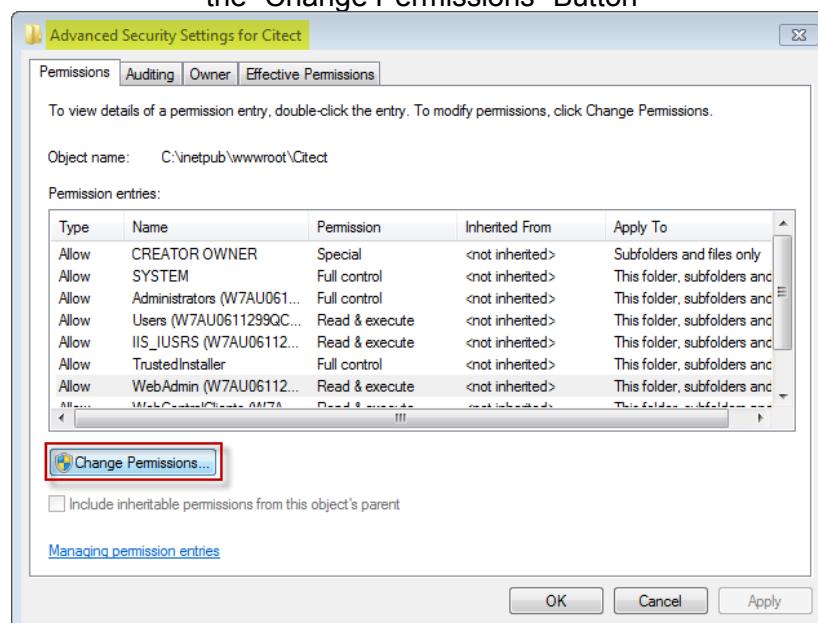 the "Change Permissions" Button
Advanced Security Settings for Citect
Permissions Auditing Owner Effective Permissions
To view details of a permission entry, double-click the entry. To modify permissions, click Change Permissions.
Object name: C:\inetpub\wwwroot\Citect
Permission entries:
Type Name Permission Inherited From Apply To
Allow CREATOR OWNER Special <not inherited> Subfolders and files only
Allow SYSTEM Full control <not inherited> This folder, subfolders and
Allow Administrators (W7AU061... Full control <not inherited> This folder, subfolders and
Allow Users (W7AU0611299QC... Read & execute <not inherited> This folder, subfolders and
Allow IIS_IUSRS (W7AU06112... Read & execute <not inherited> This folder, subfolders and
Allow TrustedInstaller Full control <not inherited> This folder, subfolders and
Allow WebAdmin (W7AU06112... Read & execute <not inherited> This folder, subfolders and
Change Permissions...
Include inheritable permissions from this object's parent
Managing permission entries
OK Cancel Apply